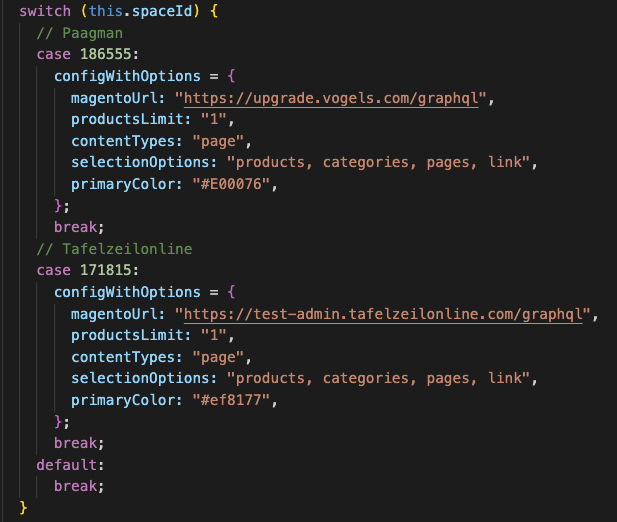 switch (this.spaceId) {
// Paagman
case 186555:
configWithOptions = {
magentoUrl: "https://upgrade.vogels.com/graphql",
productsLimit: "1",
contentTypes: "page",
selectionOptions: "products, categories, pages, link",
primaryColor: "#E00076",
};
break;
// Tafelzeilonline
case 171815:
configWithOptions = {
magentoUrl: "https://test-admin.tafelzeilonline.com/graphql",
productsLimit: "1",
contentTypes: "page",
selectionOptions: "products, categories, pages, link",
primaryColor: "#ef8177",
};
break;
default:
break;
}